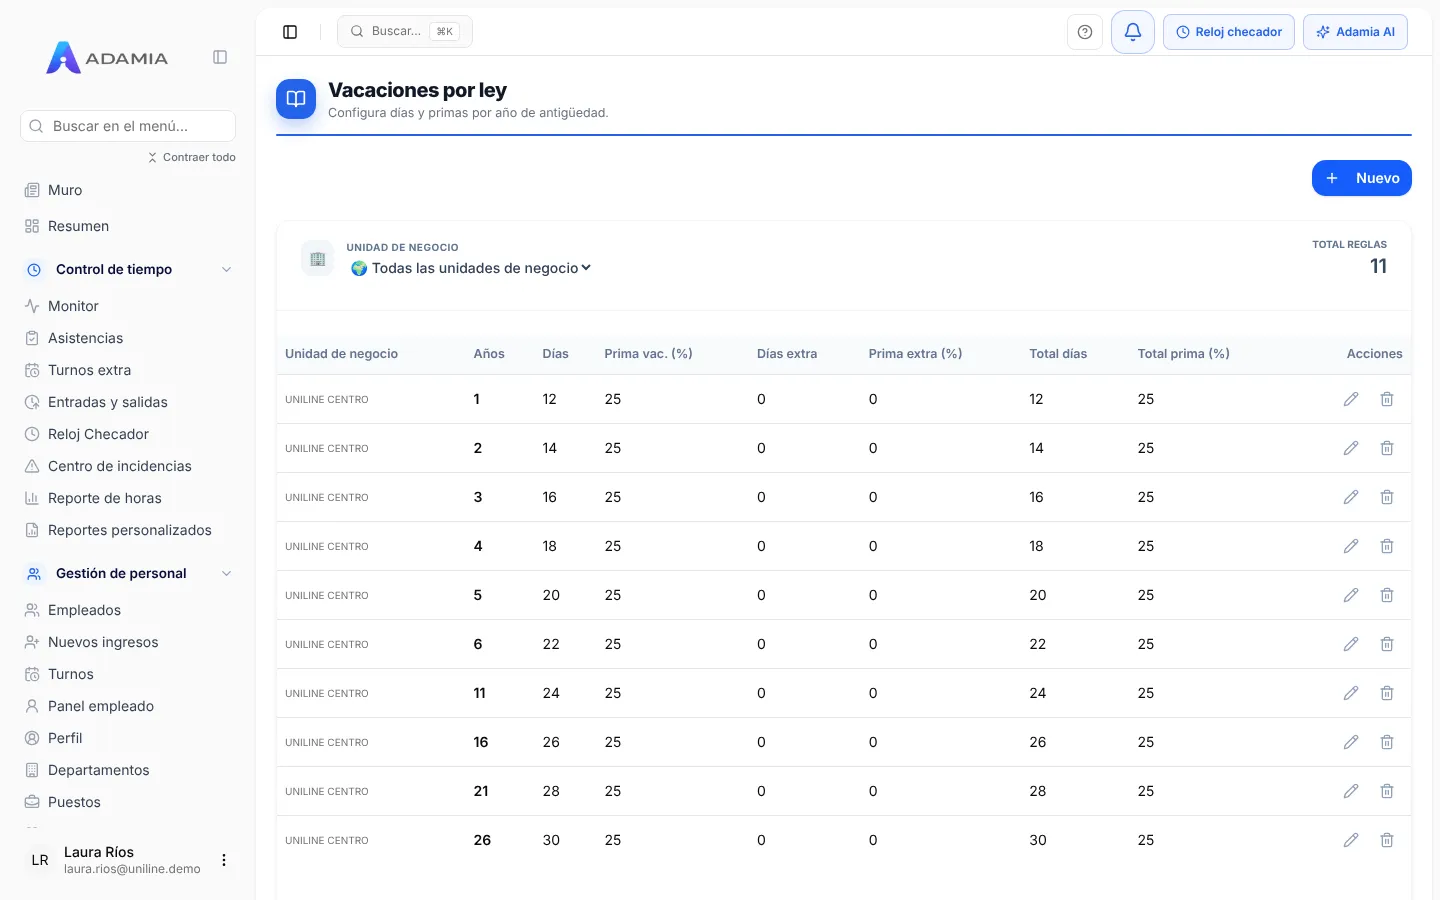 ADAMIA
Buscar en el menú...
Contraer todo
Muro
Resumen
Control de tiempo
Monitor
Asistencias
Turnos extra
Entradas y salidas
Reloj Checador
Centro de incidencias
Reporte de horas
Reportes personalizados
Gestión de personal
Empleados
Nuevos ingresos
Turnos
Panel empleado
Perfil
Departamentos
Puestos
LR
Laura Ríos
laura.rios@uniline.demo
Buscar... ⌘K
Reloj checador
Adamia AI
Vacaciones por ley
Configura días y primas por año de antigüedad.
Nuevo
UNIDAD DE NEGOCIO
Todas las unidades de negocio
TOTAL REGLAS
11
Unidad de negocio Años Días Prima vac. (%) Días extra Prima extra (%) Total días Total prima (%) Acciones
UNILINE CENTRO 1 12 25 0 0 12 25
UNILINE CENTRO 2 14 25 0 0 14 25
UNILINE CENTRO 3 16 25 0 0 16 25
UNILINE CENTRO 4 18 25 0 0 18 25
UNILINE CENTRO 5 20 25 0 0 20 25
UNILINE CENTRO 6 22 25 0 0 22 25
UNILINE CENTRO 11 24 25 0 0 24 25
UNILINE CENTRO 16 26 25 0 0 26 25
UNILINE CENTRO 21 28 25 0 0 28 25
UNILINE CENTRO 26 30 25 0 0 30 25